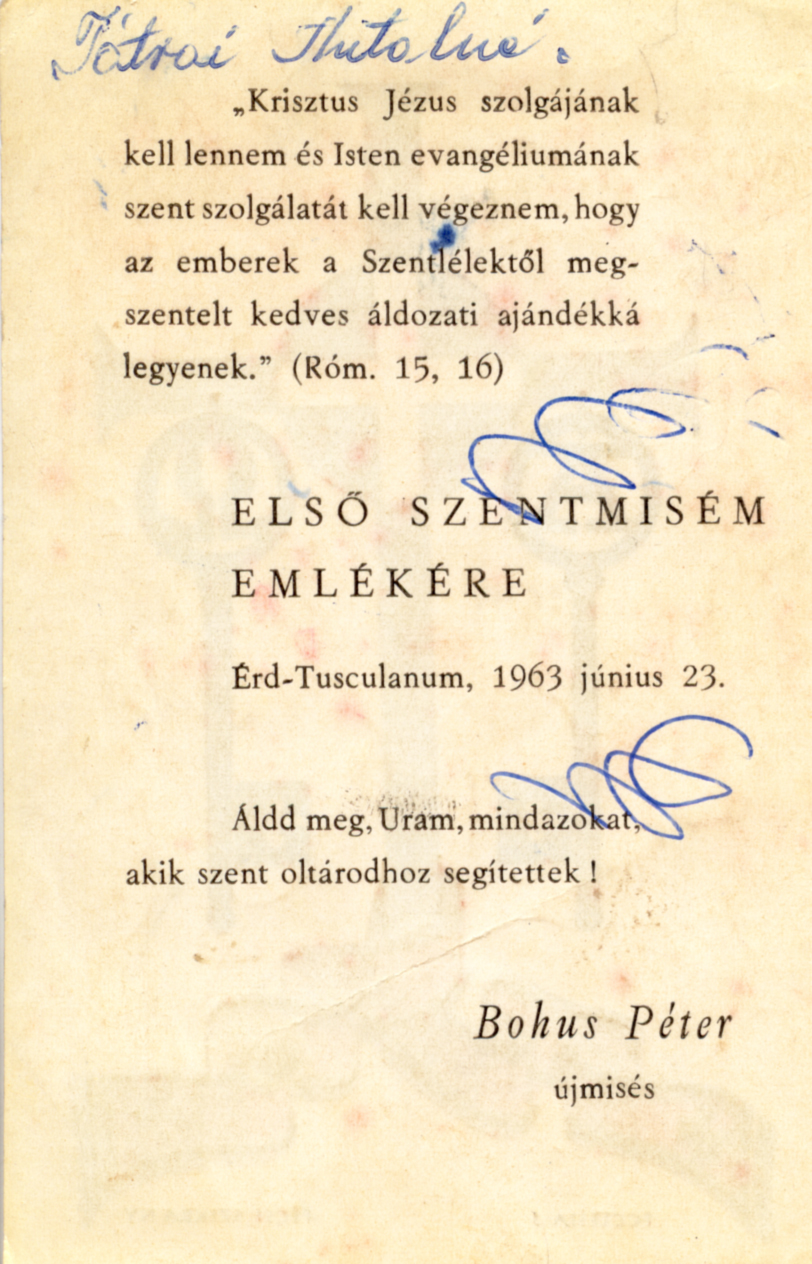 Tátrai Antalné.
„Krisztus Jézus szolgájának
kell lennem és Isten evangéliumának
szent szolgálatát kell végeznem, hogy
az emberek a Szentlélektől meg-
szentelt kedves áldozati ajándékká
legyenek.” (Róm. 15, 16)
ELSŐ SZENTMISÉM
EMLÉKÉRE
Érd-Tusculanum, 1963 június 23.
Áldd meg, Uram, mindazokat,
akik szent oltárodhoz segítettek !
Bohus Péter
újmisés